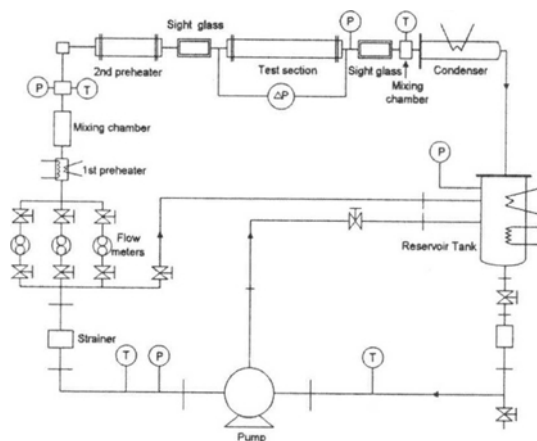 Sight glass
P
T
2nd preheater
Test section
Sight glass
Mixing
chamber
Condenser
P
T
ΔP
Mixing chamber
P
1st preheater
Flow
meters
Reservoir Tank
Strainer
T
P
T
Pump